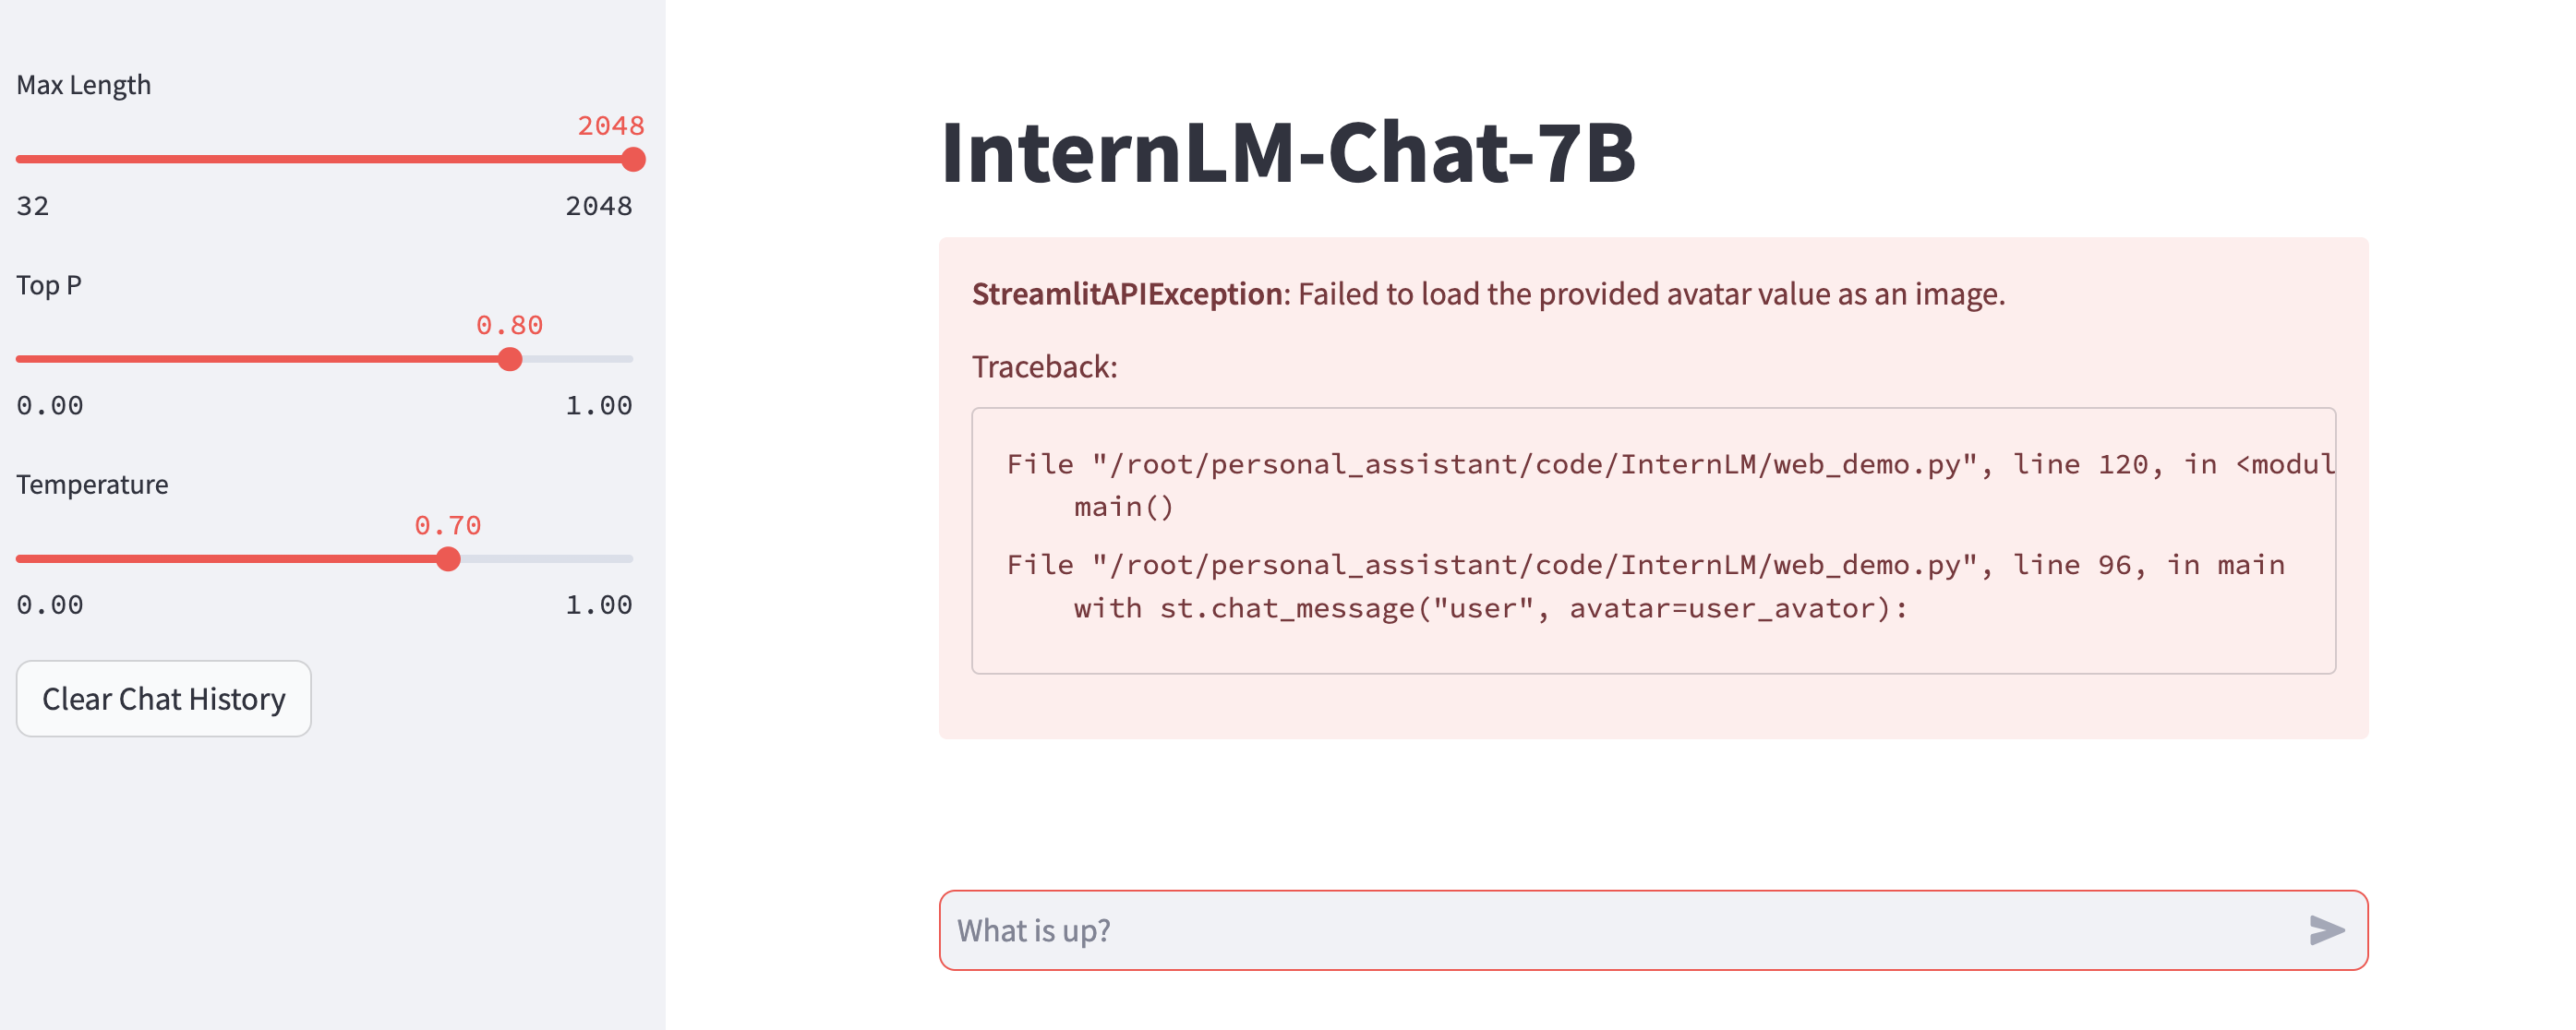 Max Length
2048
32 2048
Top P
0.80
0.00 1.00
Temperature
0.70
0.00 1.00
Clear Chat History
InternLM-Chat-7B
StreamlitAPIException: Failed to load the provided avatar value as an image.
Traceback:
File "/root/personal_assistant/code/InternLM/web_demo.py", line 120, in <modul
main()
File "/root/personal_assistant/code/InternLM/web_demo.py", line 96, in main
with st.chat_message("user", avatar=user_avator):
What is up?